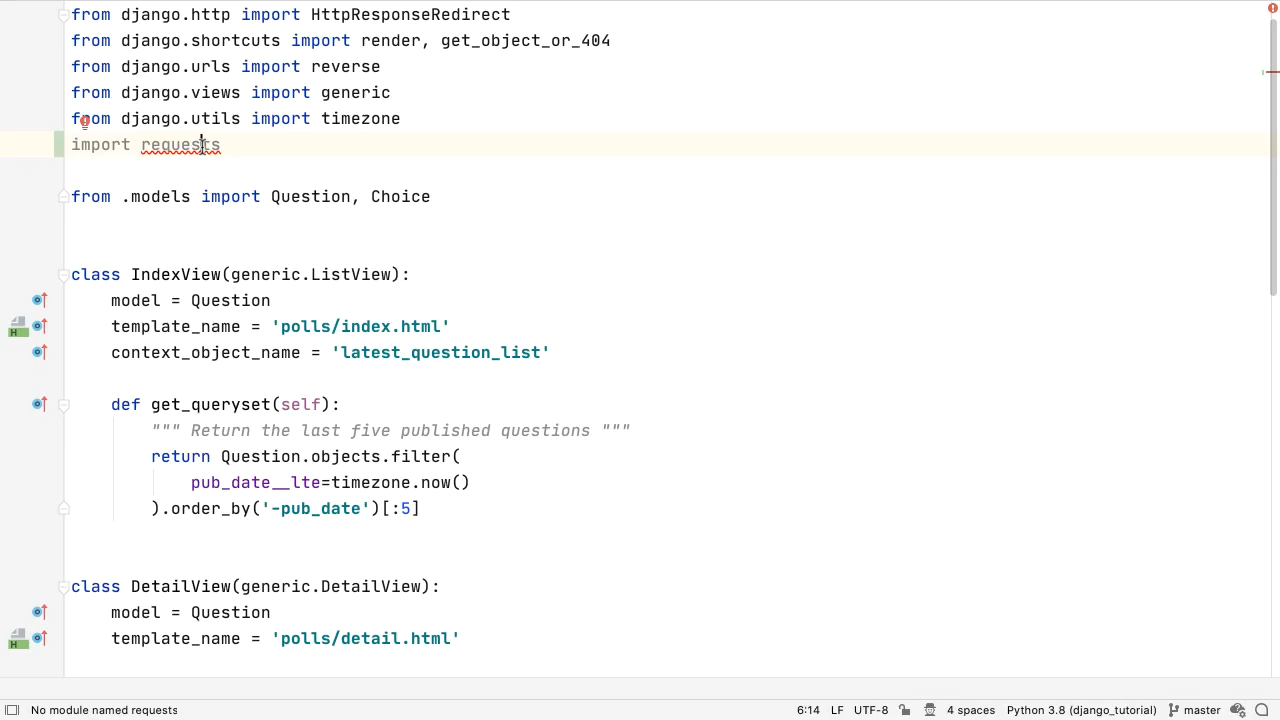 from django.http import HttpResponseRedirect
from django.shortcuts import render, get_object_or_404
from django.urls import reverse
from django.views import generic
from django.utils import timezone
import requests
from .models import Question, Choice
class IndexView(generic.ListView):
model = Question
H template_name = 'polls/index.html'
context_object_name = 'latest_question_list'
def get_queryset(self):
""" Return the last five published questions """
return Question.objects.filter(
pub_date__lte=timezone.now()
).order_by('-pub_date')[:5]
class DetailView(generic.DetailView):
model = Question
H template_name = 'polls/detail.html'
No module named requests 6:14 LF UTF-8 4 spaces Python 3.8 (django_tutorial) master